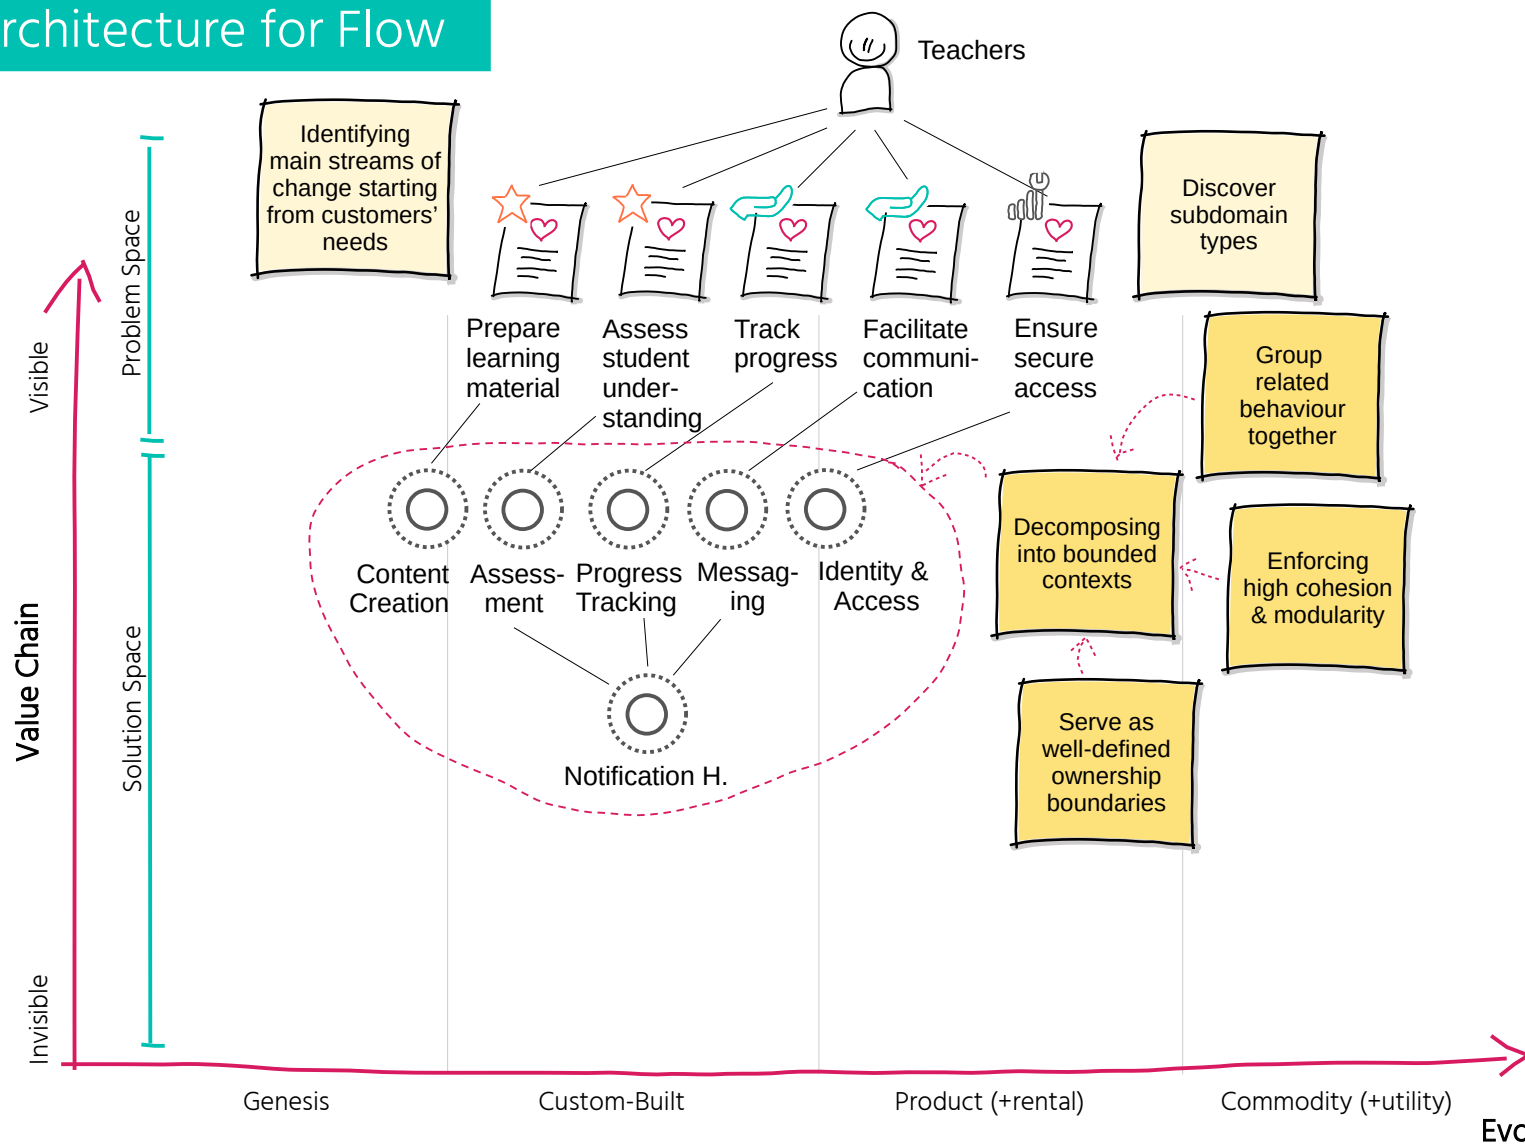 rchitecture for Flow
Teachers
Identifying
main streams of
change starting
from customers'
needs
Discover
subdomain
types
Problem Space
Visible
Prepare
learning
material
Assess
student
under-
standing
Track
progress
Facilitate
communi-
cation
Ensure
secure
access
Group
related
behaviour
together
Decomposing
into bounded
contexts
Enforcing
high cohesion
& modularity
Content
Creation
Assess-
ment
Progress
Tracking
Messag-
ing
Identity &
Access
Value Chain
Solution Space
Notification H.
Serve as
well-defined
ownership
boundaries
Invisible
Genesis
Custom-Built
Product (+rental)
Commodity (+utility)
Evo